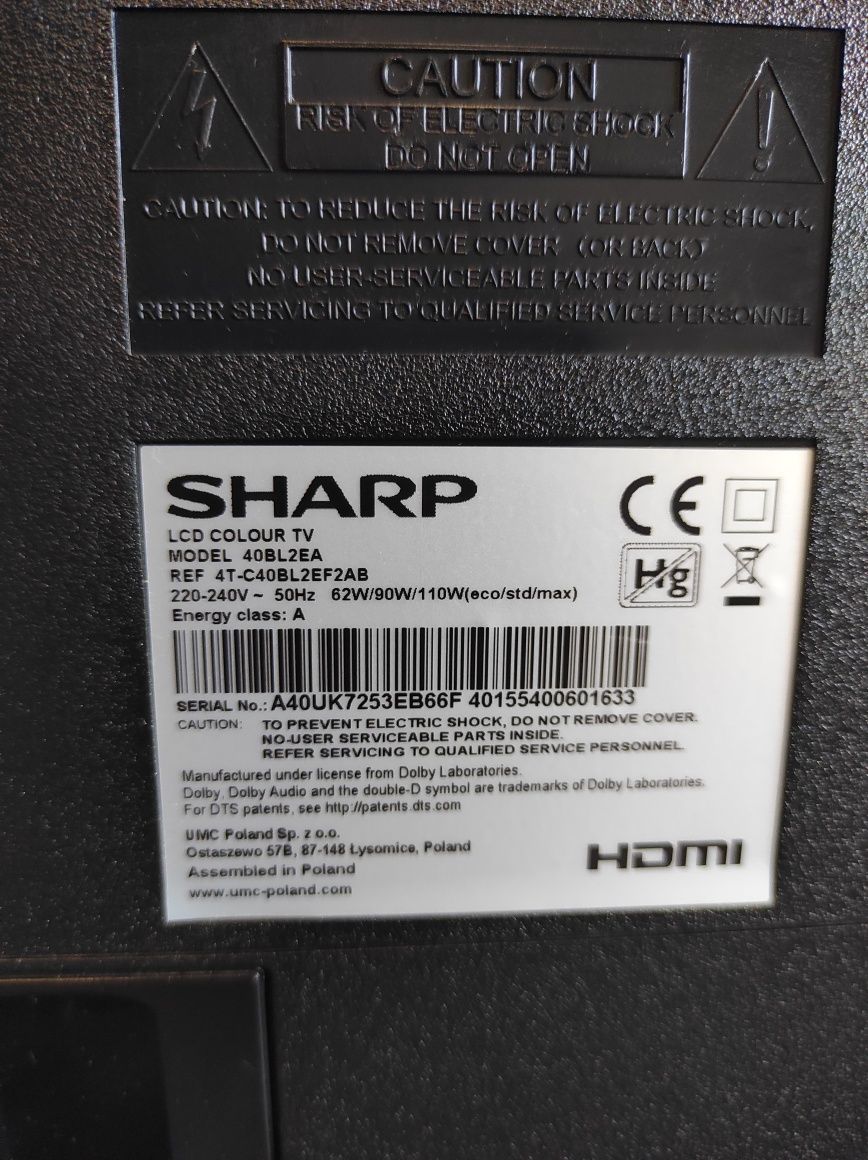 CAUTION
RISK OF ELECTRIC SHOCK
DO NOT OPEN
CAUTION: TO REDUCE THE RISK OF ELECTRIC SHOCK,
DO NOT REMOVE COVER (OR BACK)
NO USER-SERVICEABLE PARTS INSIDE
REFER SERVICING TO QUALIFIED SERVICE PERSONNEL
SHARP
LCD COLOUR TV
MODEL 40BL2EA
REF 4T-C40BL2EF2AB
220-240V ~ 50Hz 62W/90W/110W(eco/std/max)
Energy class: A
CE
Hg
SERIAL No.: A40UK7253EB66F 40155400601633
CAUTION: TO PREVENT ELECTRIC SHOCK, DO NOT REMOVE COVER.
NO-USER SERVICEABLE PARTS INSIDE.
REFER SERVICING TO QUALIFIED SERVICE PERSONNEL.
Manufactured under license from Dolby Laboratories.
Dolby, Dolby Audio and the double-D symbol are trademarks of Dolby Laboratories.
For DTS patents, see http://patents.dts.com
UMC Poland Sp. z o.o.
Ostaszewo 57B, 87-148 Łysomice, Poland
Assembled in Poland
www.umc-poland.com
HDMI